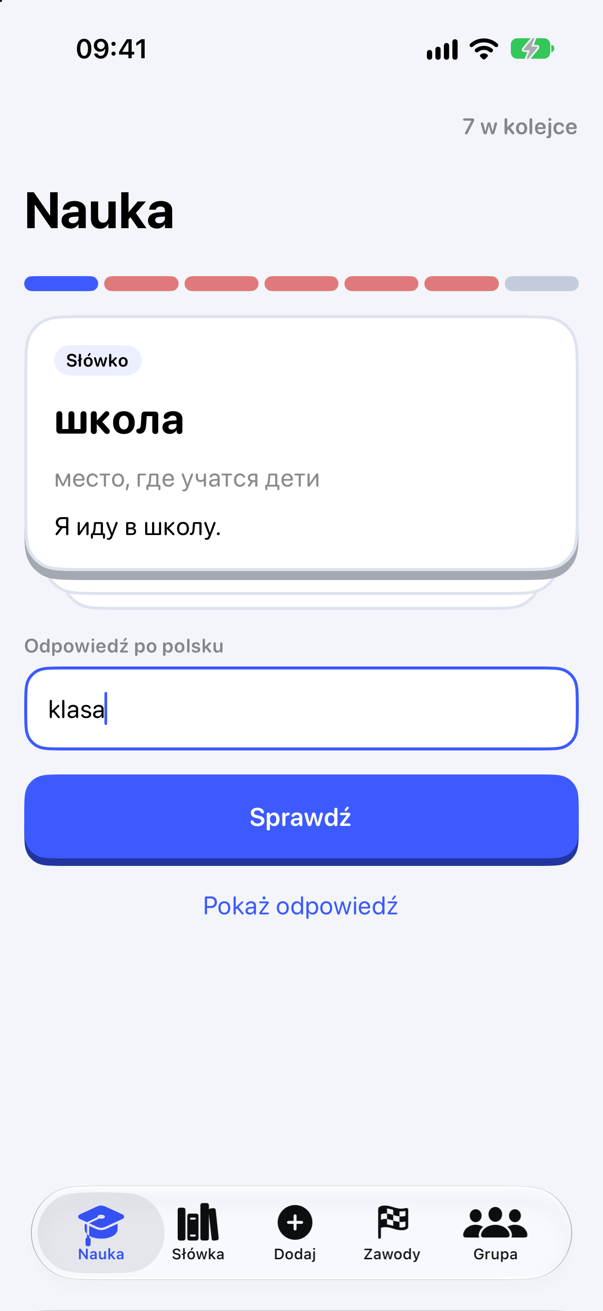 09:41
7 w kolejce
Nauka
Słówko
школа
место, где учатся дети
Я иду в школу.
Odpowiedź po polsku
klasa
Sprawdź
Pokaż odpowiedź
Nauka
Słówka
Dodaj
Zawody
Grupa